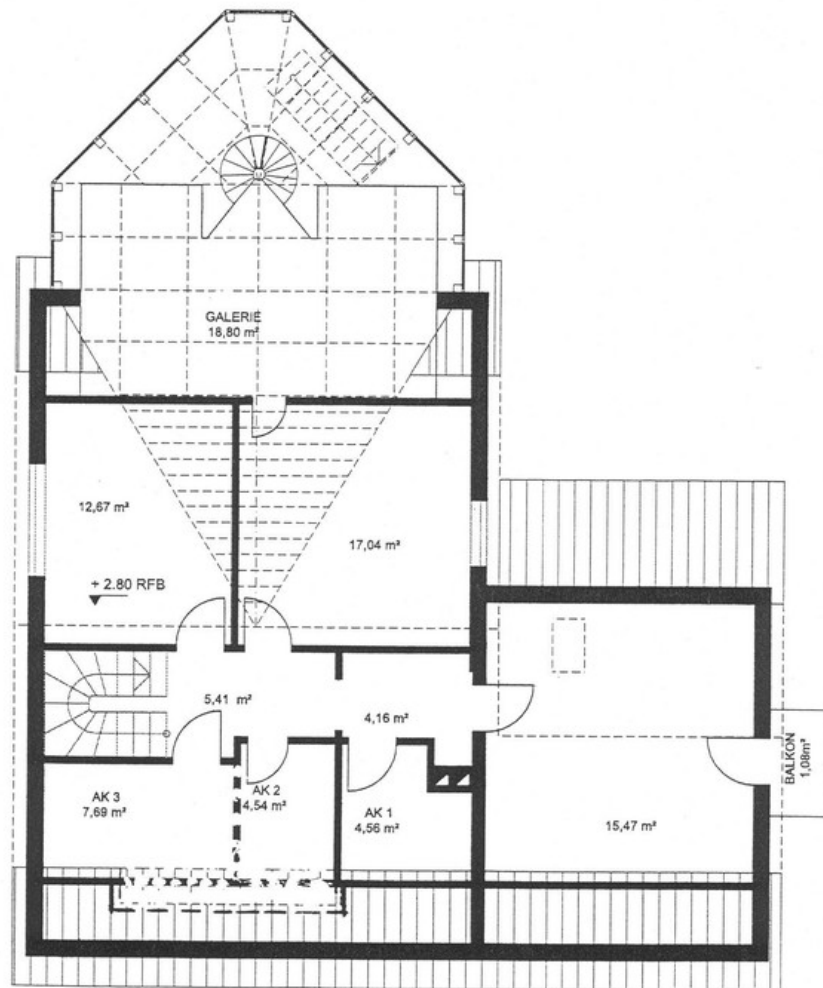 GALERIE
18,80 m²
12,67 m²
17,04 m²
+ 2.80 RFB
5,41 m²
4,16 m²
BALKON
1,08m²
AK 3
7,69 m²
AK 2
4,54 m²
AK 1
4,56 m²
15,47 m²